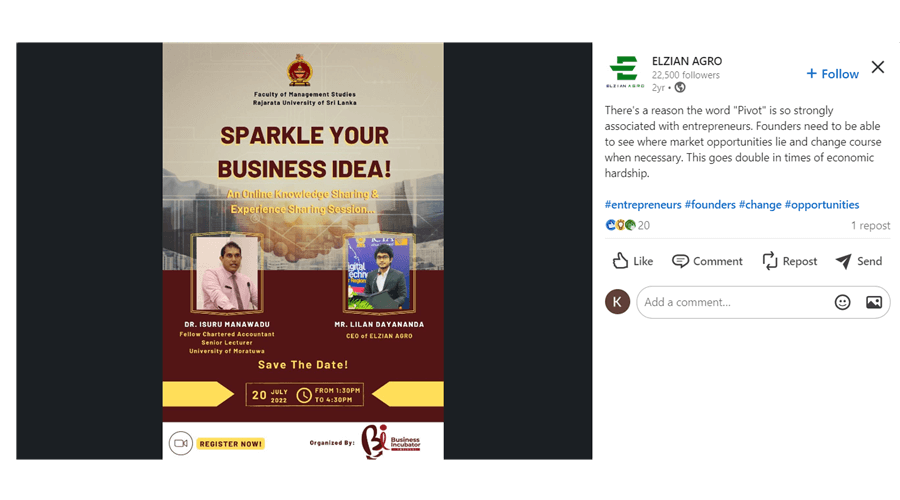 Faculty of Management Studies
Rajarata University of Sri Lanka
SPARKLE YOUR
BUSINESS IDEA!
An Online Knowledge Sharing &
Experience Sharing Session...
DR. ISURU MANAWADU
Fellow Chartered Accountant
Senior Lecturer
University of Moratuwa
MR. LILAN DAYANANDA
CEO of ELZIAN AGRO
Save The Date!
20 JULY 2022
FROM 1:30PM
TO 4:30PM
REGISTER NOW!
Organized By:
Business
Incubator
ELZIAN AGRO
ELZIAN AGRO
22,500 followers
2yr •
+ Follow
There's a reason the word "Pivot" is so strongly
associated with entrepreneurs. Founders need to be able
to see where market opportunities lie and change course
when necessary. This goes double in times of economic
hardship.
#entrepreneurs #founders #change #opportunities
20
1 repost
Like
Comment
Repost
Send
K
Add a comment...